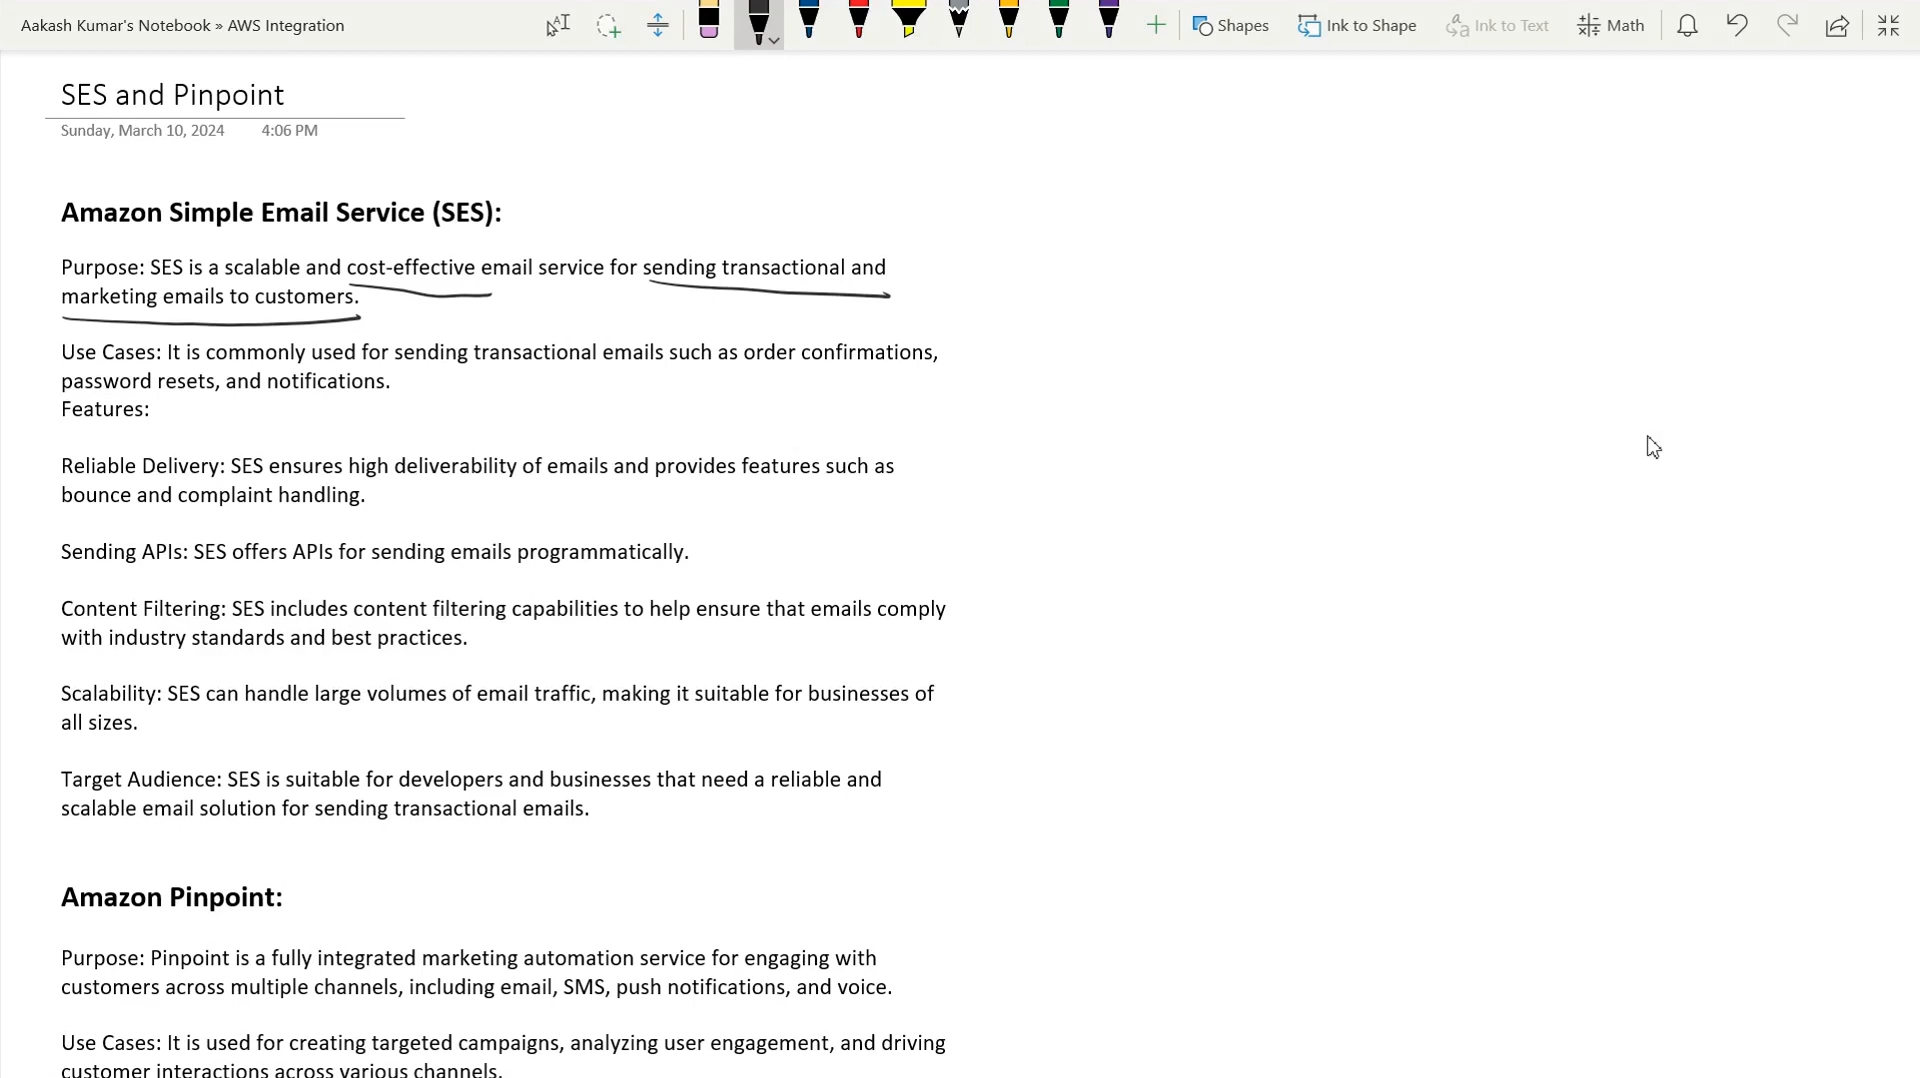 Aakash Kumar's Notebook » AWS Integration
Shapes
Ink to Shape
Ink to Text
Math
SES and Pinpoint
Sunday, March 10, 2024 4:06 PM
Amazon Simple Email Service (SES):
Purpose: SES is a scalable and cost-effective email service for sending transactional and
marketing emails to customers.
Use Cases: It is commonly used for sending transactional emails such as order confirmations,
password resets, and notifications.
Features:
Reliable Delivery: SES ensures high deliverability of emails and provides features such as
bounce and complaint handling.
Sending APIs: SES offers APIs for sending emails programmatically.
Content Filtering: SES includes content filtering capabilities to help ensure that emails comply
with industry standards and best practices.
Scalability: SES can handle large volumes of email traffic, making it suitable for businesses of
all sizes.
Target Audience: SES is suitable for developers and businesses that need a reliable and
scalable email solution for sending transactional emails.
Amazon Pinpoint:
Purpose: Pinpoint is a fully integrated marketing automation service for engaging with
customers across multiple channels, including email, SMS, push notifications, and voice.
Use Cases: It is used for creating targeted campaigns, analyzing user engagement, and driving
customer interactions across various channels.